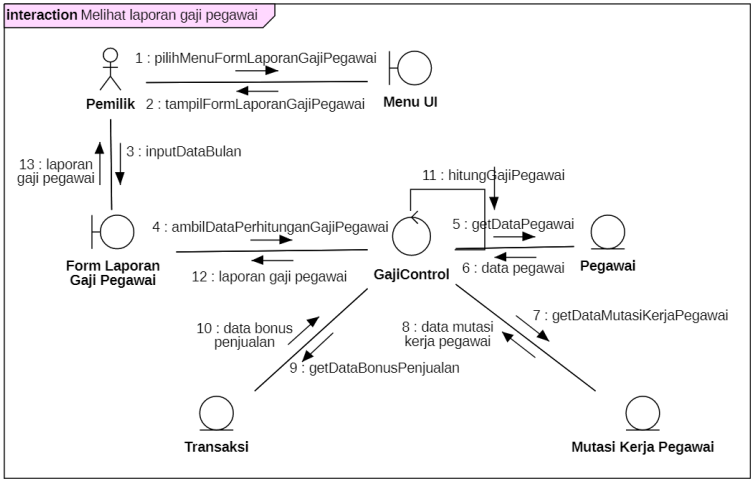 interaction Melihat laporan gaji pegawai
1 : pilihMenuFormLaporanGajiPegawai
Pemilik
2 : tampilFormLaporanGajiPegawai
Menu UI
3 : inputDataBulan
13 : laporan
gaji pegawai
11 : hitungGajiPegawai
4 : ambilDataPerhitunganGajiPegawai
5 : getDataPegawai
Form Laporan
Gaji Pegawai
12 : laporan gaji pegawai
GajiControl
6 : data pegawai
Pegawai
10 : data bonus
penjualan
8 : data mutasi
kerja pegawai
7 : getDataMutasiKerjaPegawai
9 : getDataBonusPenjualan
Transaksi
Mutasi Kerja Pegawai